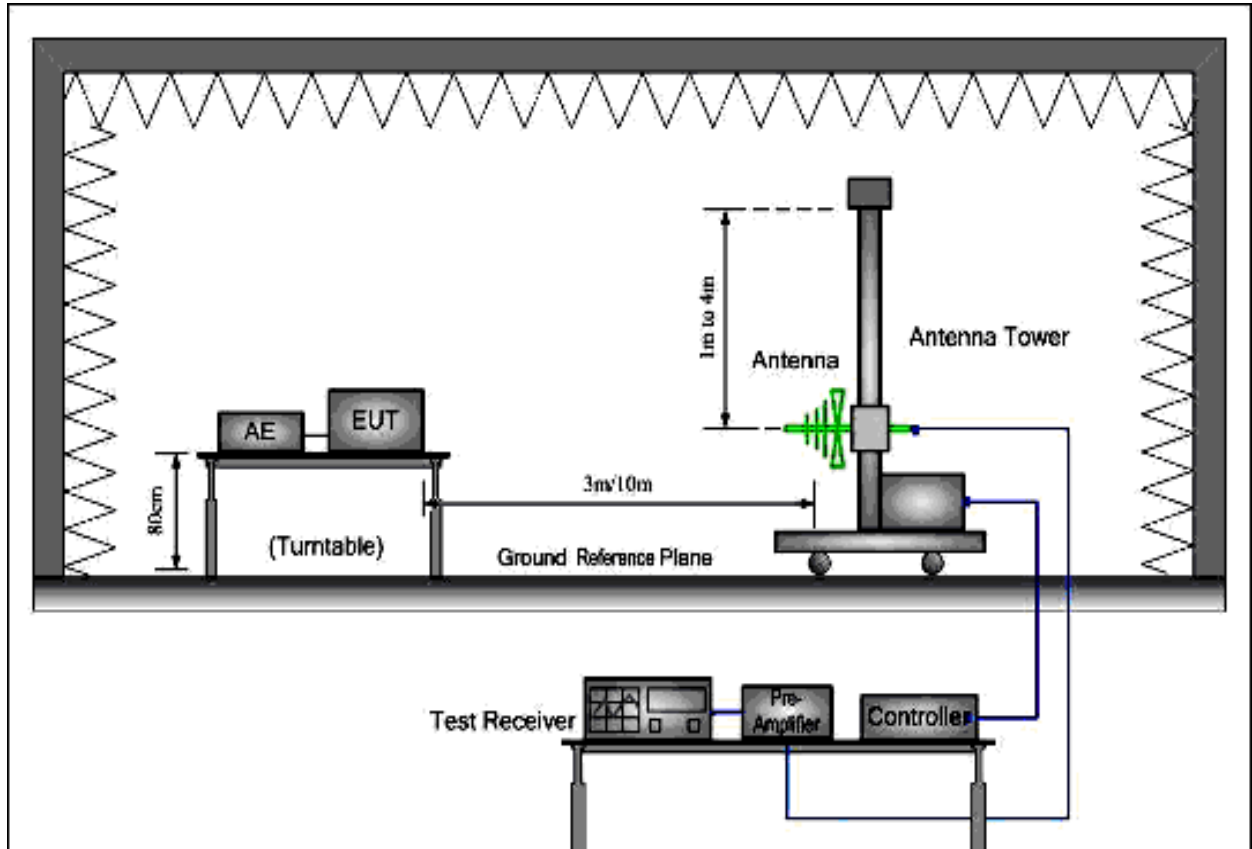 1m to 4m
Antenna Tower
Antenna
AE
EUT
3m/10m
80cm
(Turntable)
Ground Reference Plane
Test Receiver
Pre-
Amplifier
Controller